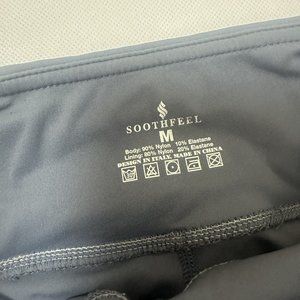 SOOTHFEEL
M
Body: 90% Nylon 10% Elastane
Lining: 80% Nylon 20% Elastane
DESIGN IN ITALY, MADE IN CHINA